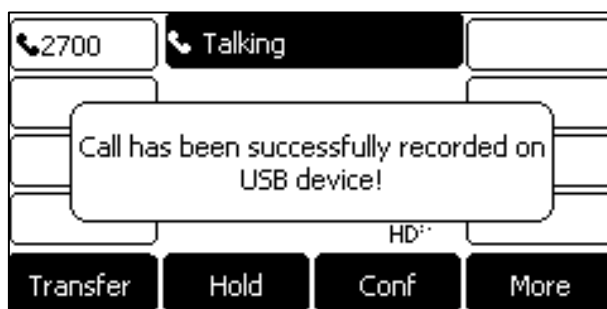 2700
Talking
Call has been successfully recorded on
USB device!
HD
Transfer
Hold
Conf
More